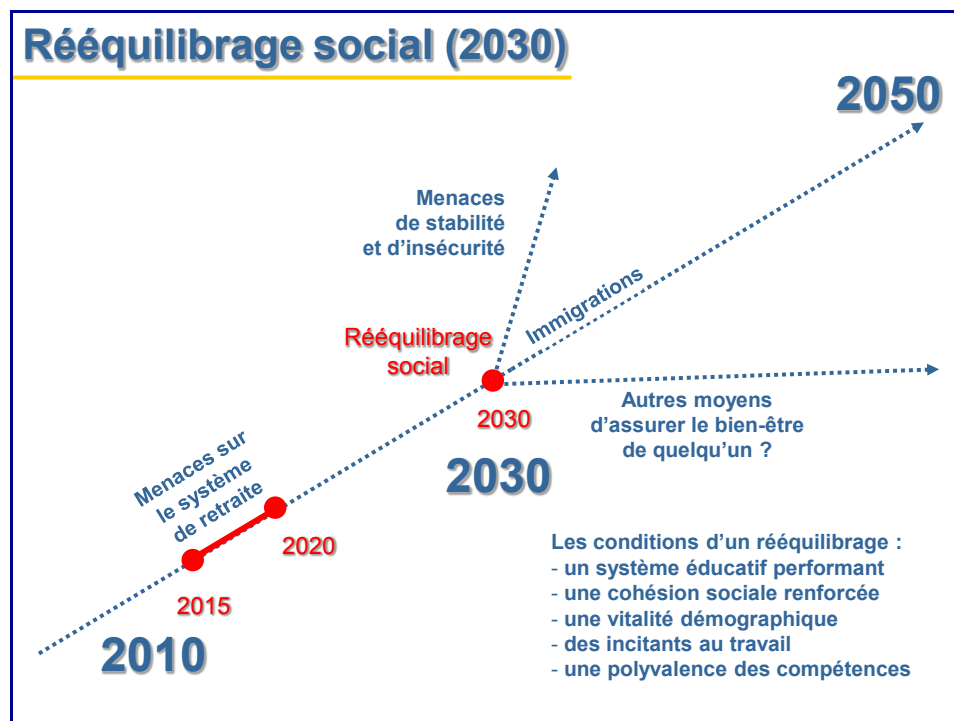 Rééquilibrage social (2030)
2050
Menaces
de stabilité
et d’insécurité
Immigrations
Rééquilibrage
social
2030
Autres moyens
d’assurer le bien-être
de quelqu’un ?
2030
Menaces sur
le système
de retraite
2020
2015
2010
Les conditions d’un rééquilibrage :
- un système éducatif performant
- une cohésion sociale renforcée
- une vitalité démographique
- des incitants au travail
- une polyvalence des compétences